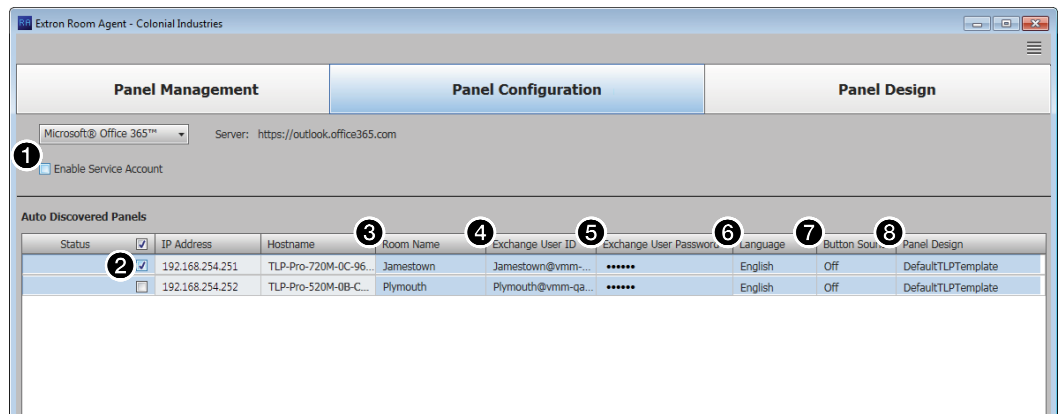 RA Extron Room Agent - Colonial Industries
Panel Management Panel Configuration Panel Design
Microsoft® Office 365™ Server: https://outlook.office365.com
1
Enable Service Account
Auto Discovered Panels
3 4 5 6 7 8
Status IP Address Hostname Room Name Exchange User ID Exchange User Password Language Button Sound Panel Design
2 192.168.254.251 TLP-Pro-720M-0C-96... Jamestown Jamestown@vmm-... •••••• English Off DefaultTLPTemplate
192.168.254.252 TLP-Pro-520M-0B-C... Plymouth Plymouth@vmm-qa... •••••• English Off DefaultTLPTemplate